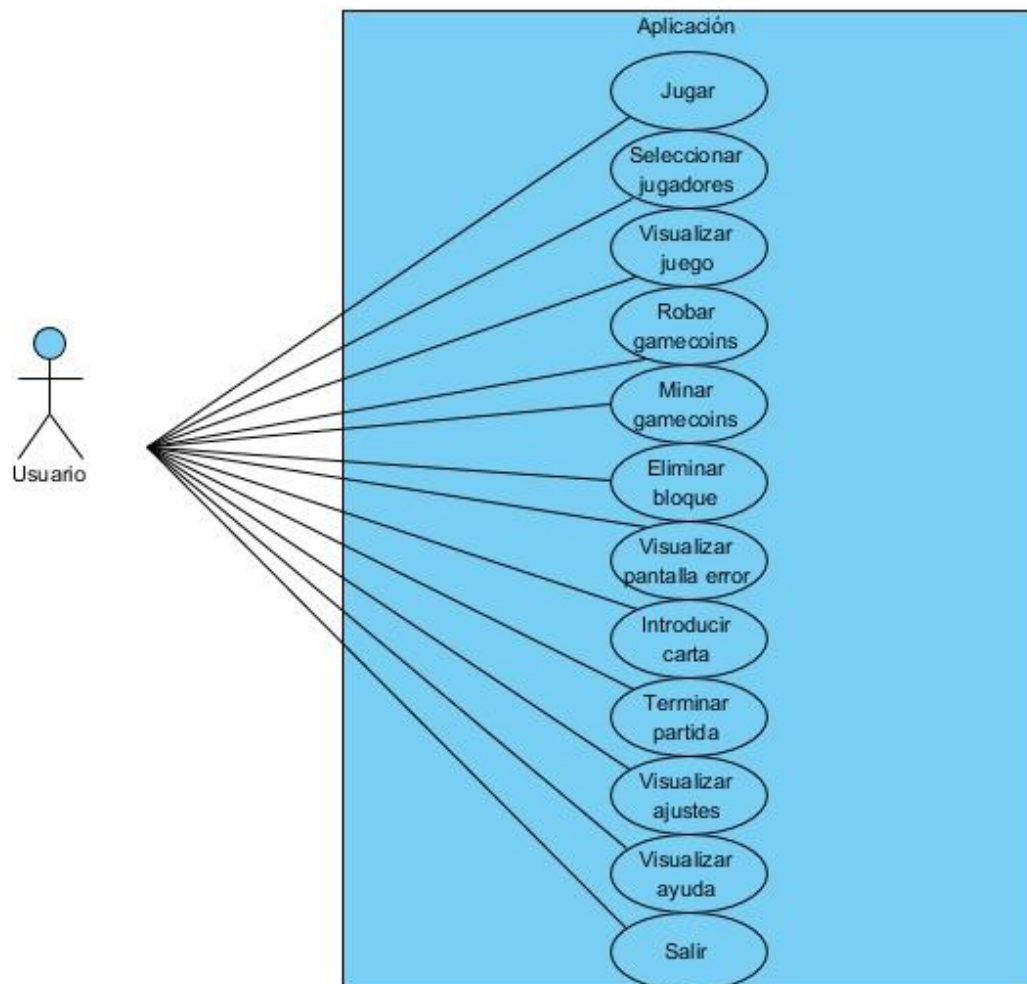 Aplicación
Jugar
Seleccionar
jugadores
Visualizar
juego
Robar
gamecoins
Minar
gamecoins
Eliminar
bloque
Visualizar
pantalla error
Introducir
carta
Terminar
partida
Visualizar
ajustes
Visualizar
ayuda
Salir
Usuario